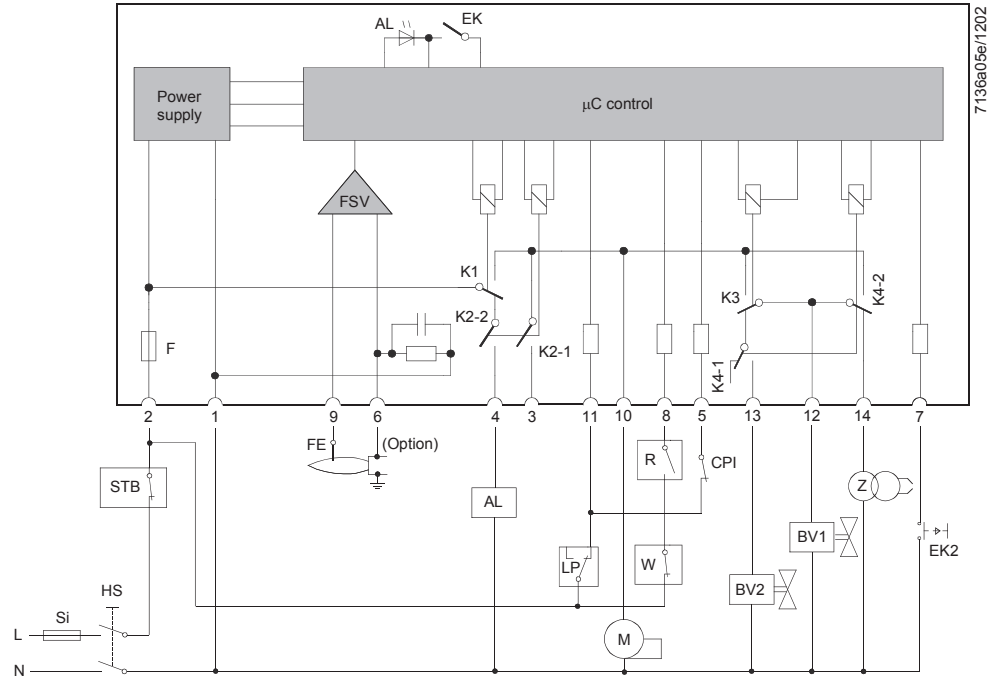 AL
EK
7136a05e/1202
Power
supply
µC control
FSV
K1
K2-2
K2-1
K3
K4-2
K4-1
F
2
1
9
6
4
3
11
10
8
5
13
12
14
7
FE
(Option)
STB
AL
R
CPI
Z
LP
W
BV1
EK2
BV2
HS
Si
M
L
N